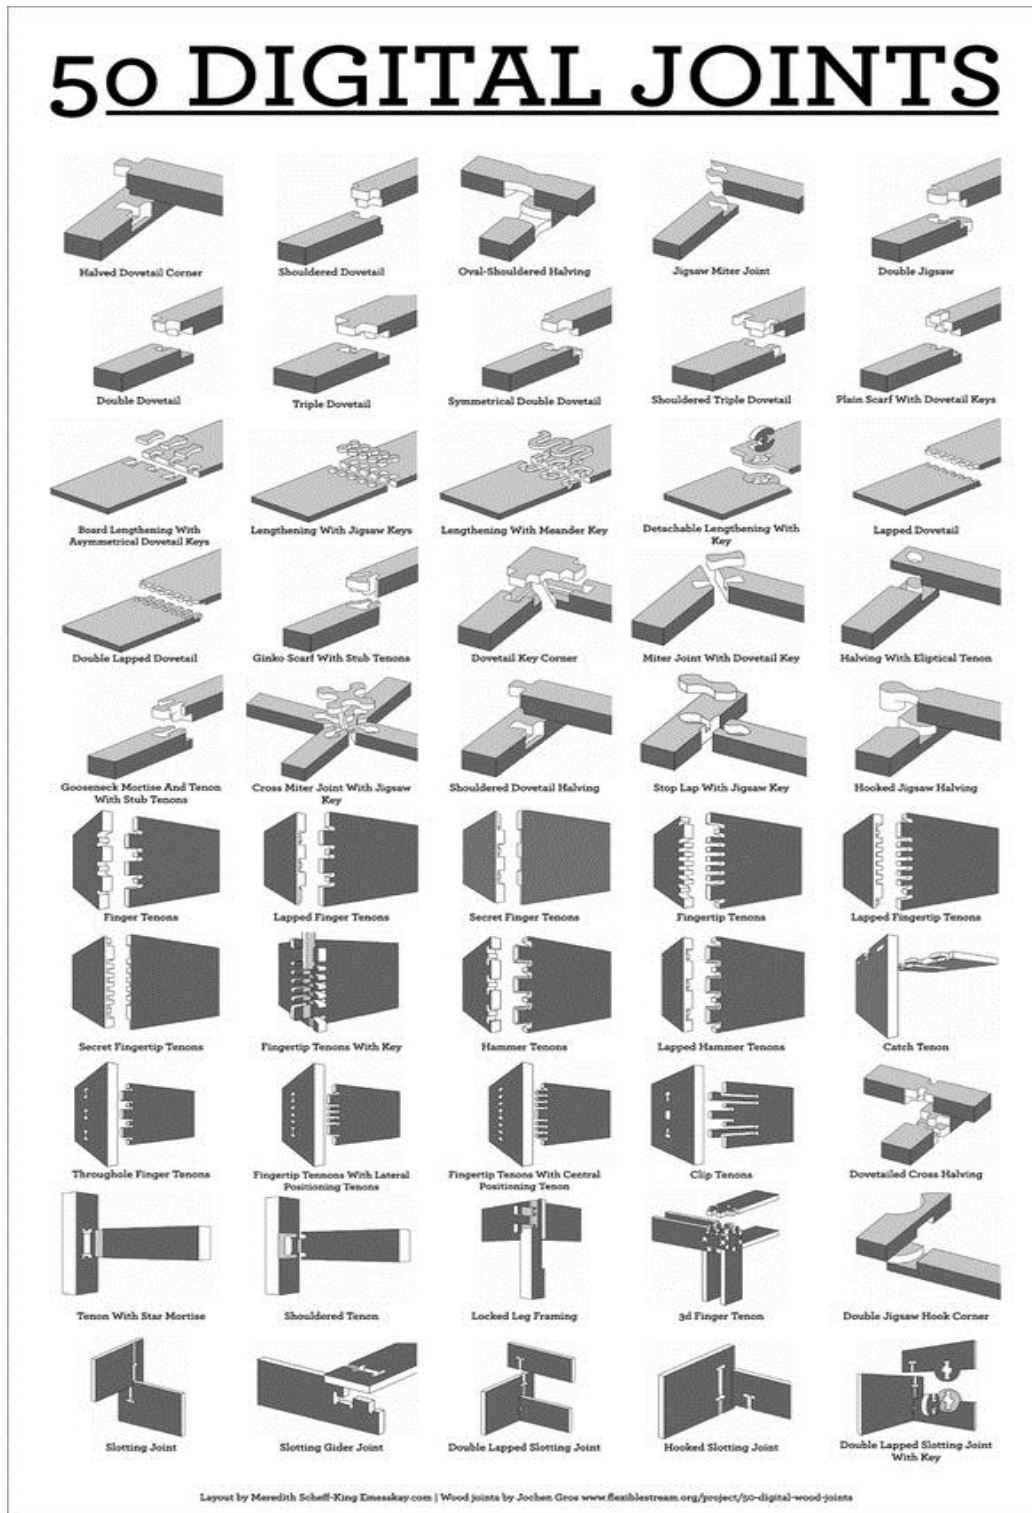 50 DIGITAL JOINTS
Halved Dovetail Corner
Shouldered Dovetail
Oval-Shouldered Halving
Jigsaw Miter Joint
Double Jigsaw
Double Dovetail
Triple Dovetail
Symmetrical Double Dovetail
Shouldered Triple Dovetail
Plain Scarf With Dovetail Keys
Board Lengthening With
Asymmetrical Dovetail Keys
Lengthening With Jigsaw Keys
Lengthening With Meander Key
Detachable Lengthening With
Key
Lapped Dovetail
Double Lapped Dovetail
Ginko Scarf With Stub Tenons
Dovetail Key Corner
Miter Joint With Dovetail Key
Halving With Eliptical Tenon
Gooseneck Mortise And Tenon
With Stub Tenons
Cross Miter Joint With Jigsaw
Key
Shouldered Dovetail Halving
Stop Lap With Jigsaw Key
Hooked Jigsaw Halving
Finger Tenons
Lapped Finger Tenons
Secret Finger Tenons
Fingertip Tenons
Lapped Fingertip Tenons
Secret Fingertip Tenons
Fingertip Tenons With Key
Hammer Tenons
Lapped Hammer Tenons
Catch Tenon
Throughole Finger Tenons
Fingertip Tennons With Lateral
Positioning Tenons
Fingertip Tenons With Central
Positioning Tenon
Clip Tenons
Dovetailed Cross Halving
Tenon With Star Mortise
Shouldered Tenon
Locked Leg Framing
3d Finger Tenon
Double Jigsaw Hook Corner
Slotting Joint
Slotting Gider Joint
Double Lapped Slotting Joint
Hooked Slotting Joint
Double Lapped Slotting Joint
With Key
Layout by Meredith Scheff-King Emesskay.com | Wood joints by Jochen Gros www.flexiblestream.org/project/50-digital-wood-joints